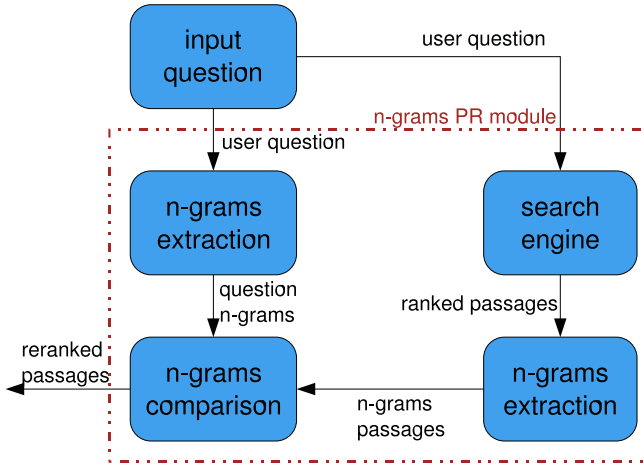 input
question
user question
n-grams PR module
user question
n-grams
extraction
search
engine
question
n-grams
ranked passages
reranked
passages
n-grams
comparison
n-grams
passages
n-grams
extraction